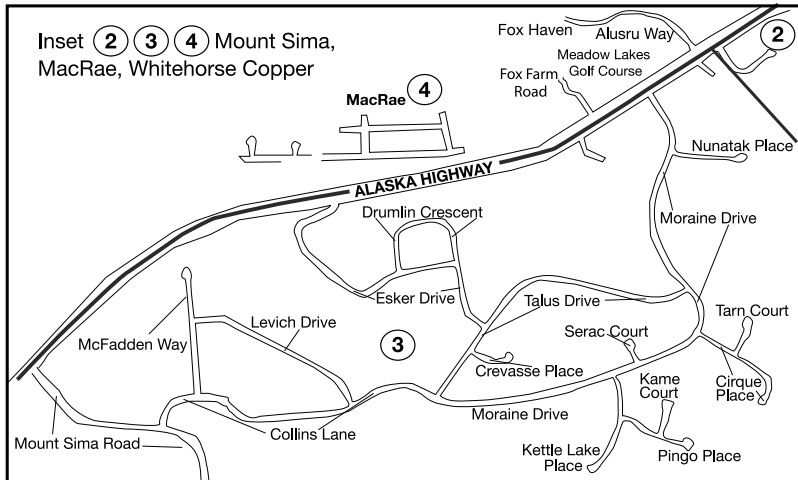 Inset 2 3 4 Mount Sima,
MacRae, Whitehorse Copper
Fox Haven
Alusru Way
2
Meadow Lakes
Golf Course
Fox Farm
Road
MacRae 4
Nunatak Place
ALASKA HIGHWAY
Drumlin Crescent
Moraine Drive
Esker Drive
Talus Drive
Levich Drive
Tarn Court
McFadden Way
3
Serac Court
Crevasse Place
Kame
Court
Cirque
Place
Moraine Drive
Collins Lane
Mount Sima Road
Kettle Lake
Place
Pingo Place